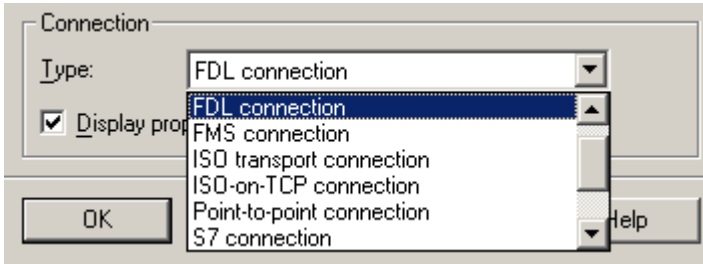 Connection
Type:
FDL connection
FDL connection
Display prop
FMS connection
ISO transport connection
ISO-on-TCP connection
Point-to-point connection
S7 connection
OK
Help